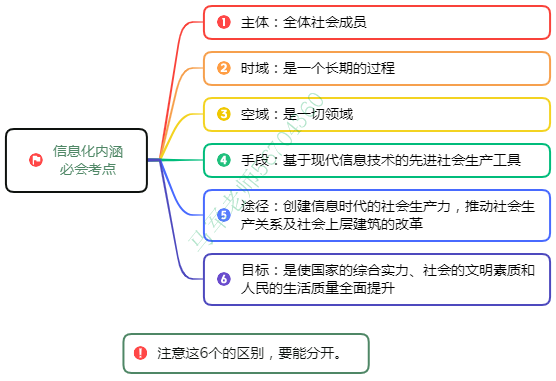 信息化内涵
必会考点
1 主体：全体社会成员
2 时域：是一个长期的过程
3 空域：是一切领域
4 手段：基于现代信息技术的先进社会生产工具
5 途径：创建信息时代的社会生产力，推动社会生
产关系及社会上层建筑的改革
6 目标：是使国家的综合实力、社会的文明素质和
人民的生活质量全面提升
注意这6个的区别，要能分开。